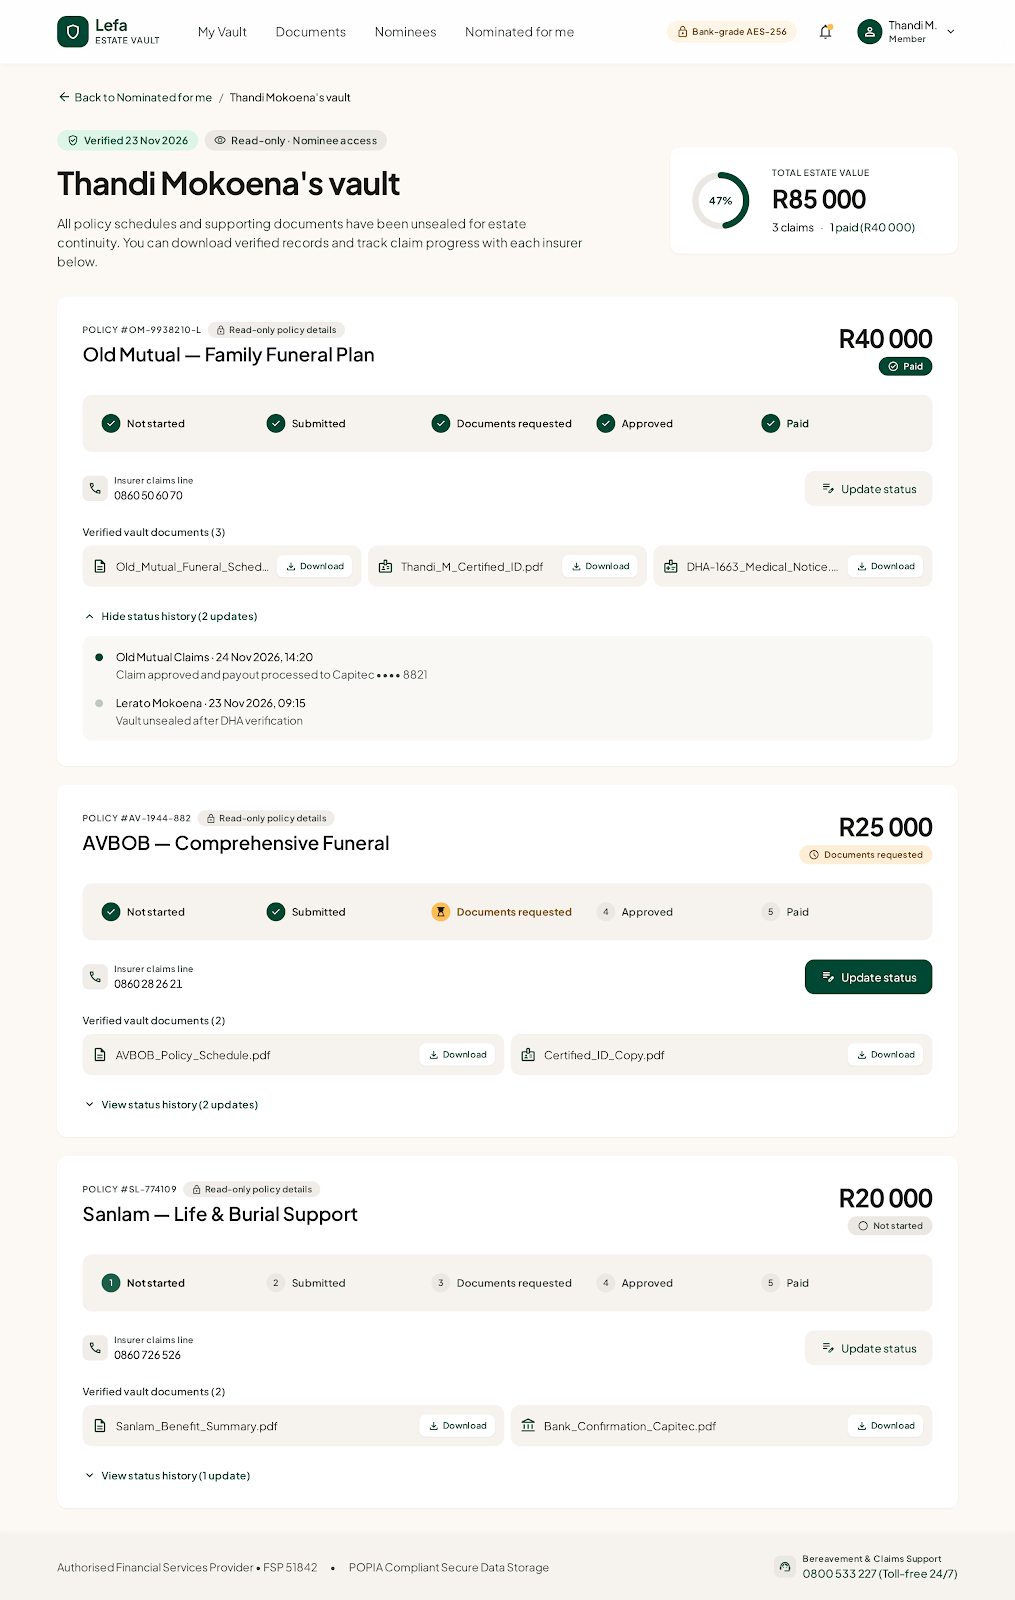 Lefa
ESTATE VAULT
My Vault
Documents
Nominees
Nominated for me
Bank-grade AES-256
Thandi M.
Member
Back to Nominated for me / Thandi Mokoena's vault
Verified 23 Nov 2026
Read-only · Nominee access
Thandi Mokoena's vault
All policy schedules and supporting documents have been unsealed for estate
continuity. You can download verified records and track claim progress with each insurer
below.
47%
TOTAL ESTATE VALUE
R85 000
3 claims · 1 paid (R40 000)
POLICY #OM-9938210-L
Read-only policy details
Old Mutual — Family Funeral Plan
R40 000
Paid
Not started
Submitted
Documents requested
Approved
Paid
Insurer claims line
0860 50 60 70
Update status
Verified vault documents (3)
Old_Mutual_Funeral_Sched...
Download
Thandi_M_Certified_ID.pdf
Download
DHA-1663_Medical_Notice....
Download
Hide status history (2 updates)
Old Mutual Claims · 24 Nov 2026, 14:20
Claim approved and payout processed to Capitec •••• 8821
Lerato Mokoena · 23 Nov 2026, 09:15
Vault unsealed after DHA verification
POLICY #AV-1944-882
Read-only policy details
AVBOB — Comprehensive Funeral
R25 000
Documents requested
Not started
Submitted
Documents requested
4 Approved
5 Paid
Insurer claims line
0860 28 26 21
Update status
Verified vault documents (2)
AVBOB_Policy_Schedule.pdf
Download
Certified_ID_Copy.pdf
Download
View status history (2 updates)
POLICY #SL-774109
Read-only policy details
Sanlam — Life & Burial Support
R20 000
Not started
1 Not started
2 Submitted
3 Documents requested
4 Approved
5 Paid
Insurer claims line
0860 726 526
Update status
Verified vault documents (2)
Sanlam_Benefit_Summary.pdf
Download
Bank_Confirmation_Capitec.pdf
Download
View status history (1 update)
Authorised Financial Services Provider • FSP 51842 • POPIA Compliant Secure Data Storage
Bereavement & Claims Support
0800 533 227 (Toll-free 24/7)